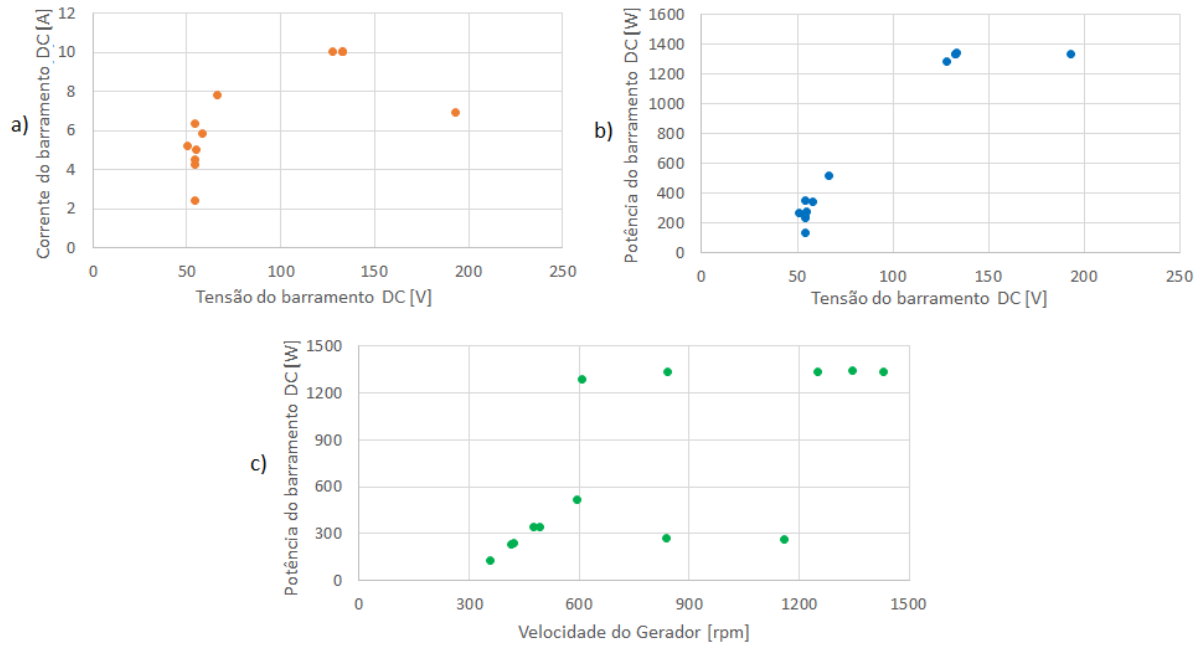 a)
Corrente do barramento DC [A]
12
10
8
6
4
2
0
0 50 100 150 200 250
Tensão do barramento DC [V]
b)
Potência do barramento DC [W]
1600
1400
1200
1000
800
600
400
200
0
0 50 100 150 200 250
Tensão do barramento DC [V]
c)
Potência do barramento DC [W]
1500
1200
900
600
300
0
0 300 600 900 1200 1500
Velocidade do Gerador [rpm]